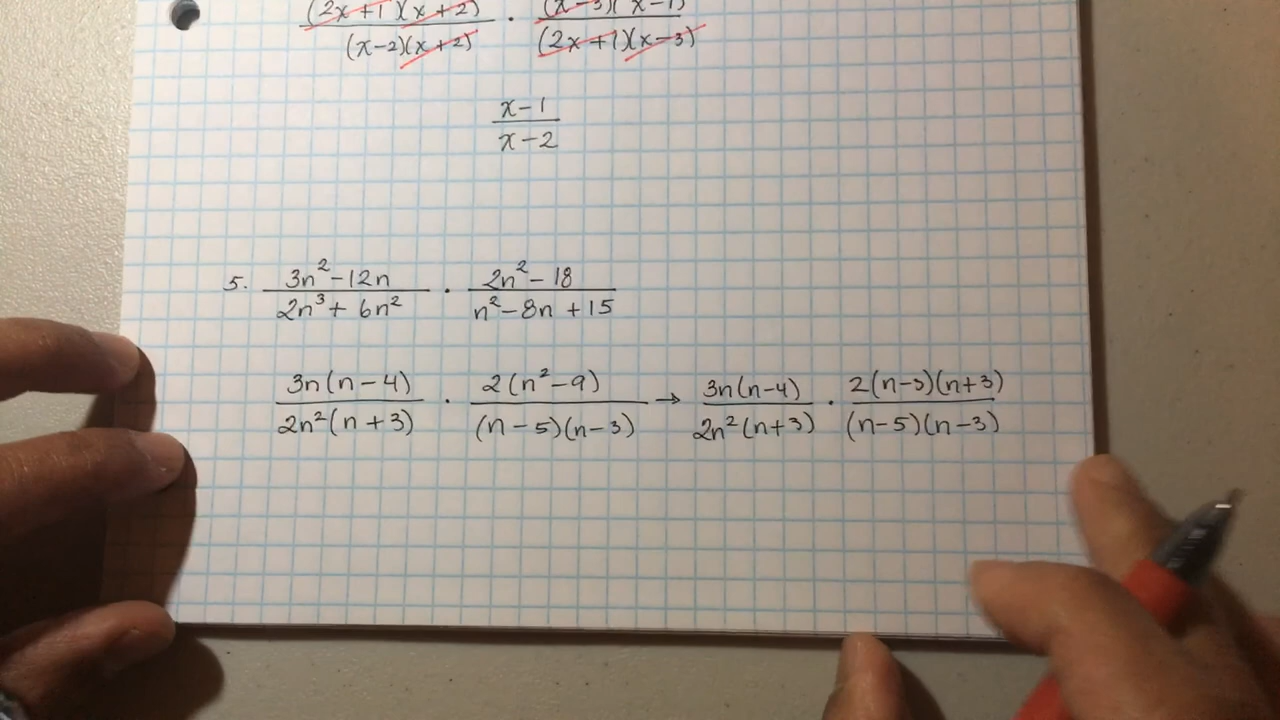 (2x+1)(x+2) · (x-3)(x-1)
(x-2)(x+2) (2x+1)(x-3)
x-1
x-2
5. 3n²-12n · 2n²-18
2n³+6n² n²-8n+15
3n(n-4) · 2(n²-9) → 3n(n-4) · 2(n-3)(n+3)
2n²(n+3) (n-5)(n-3) 2n²(n+3) (n-5)(n-3)